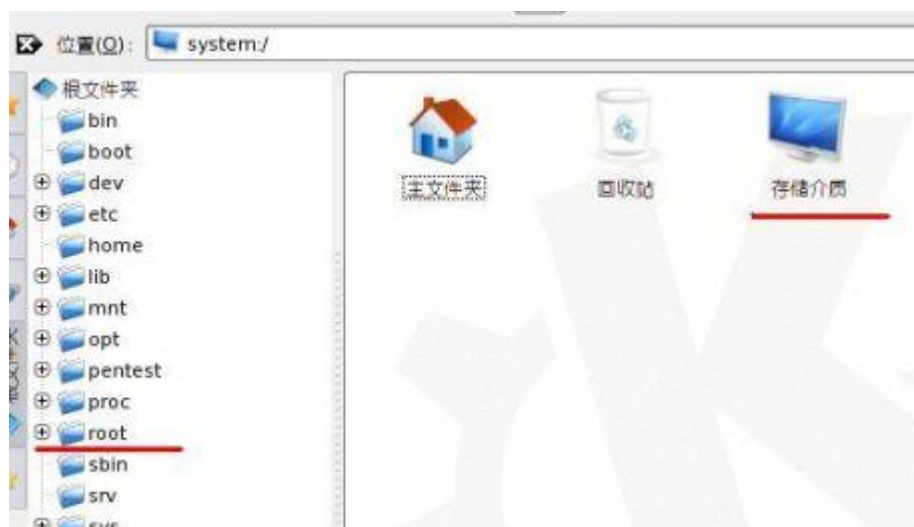 位置(O): system:/
根文件夹
bin
boot
dev
etc
home
lib
mnt
opt
pentest
proc
root
sbin
srv
sys
主文件夹
回收站
存储介质